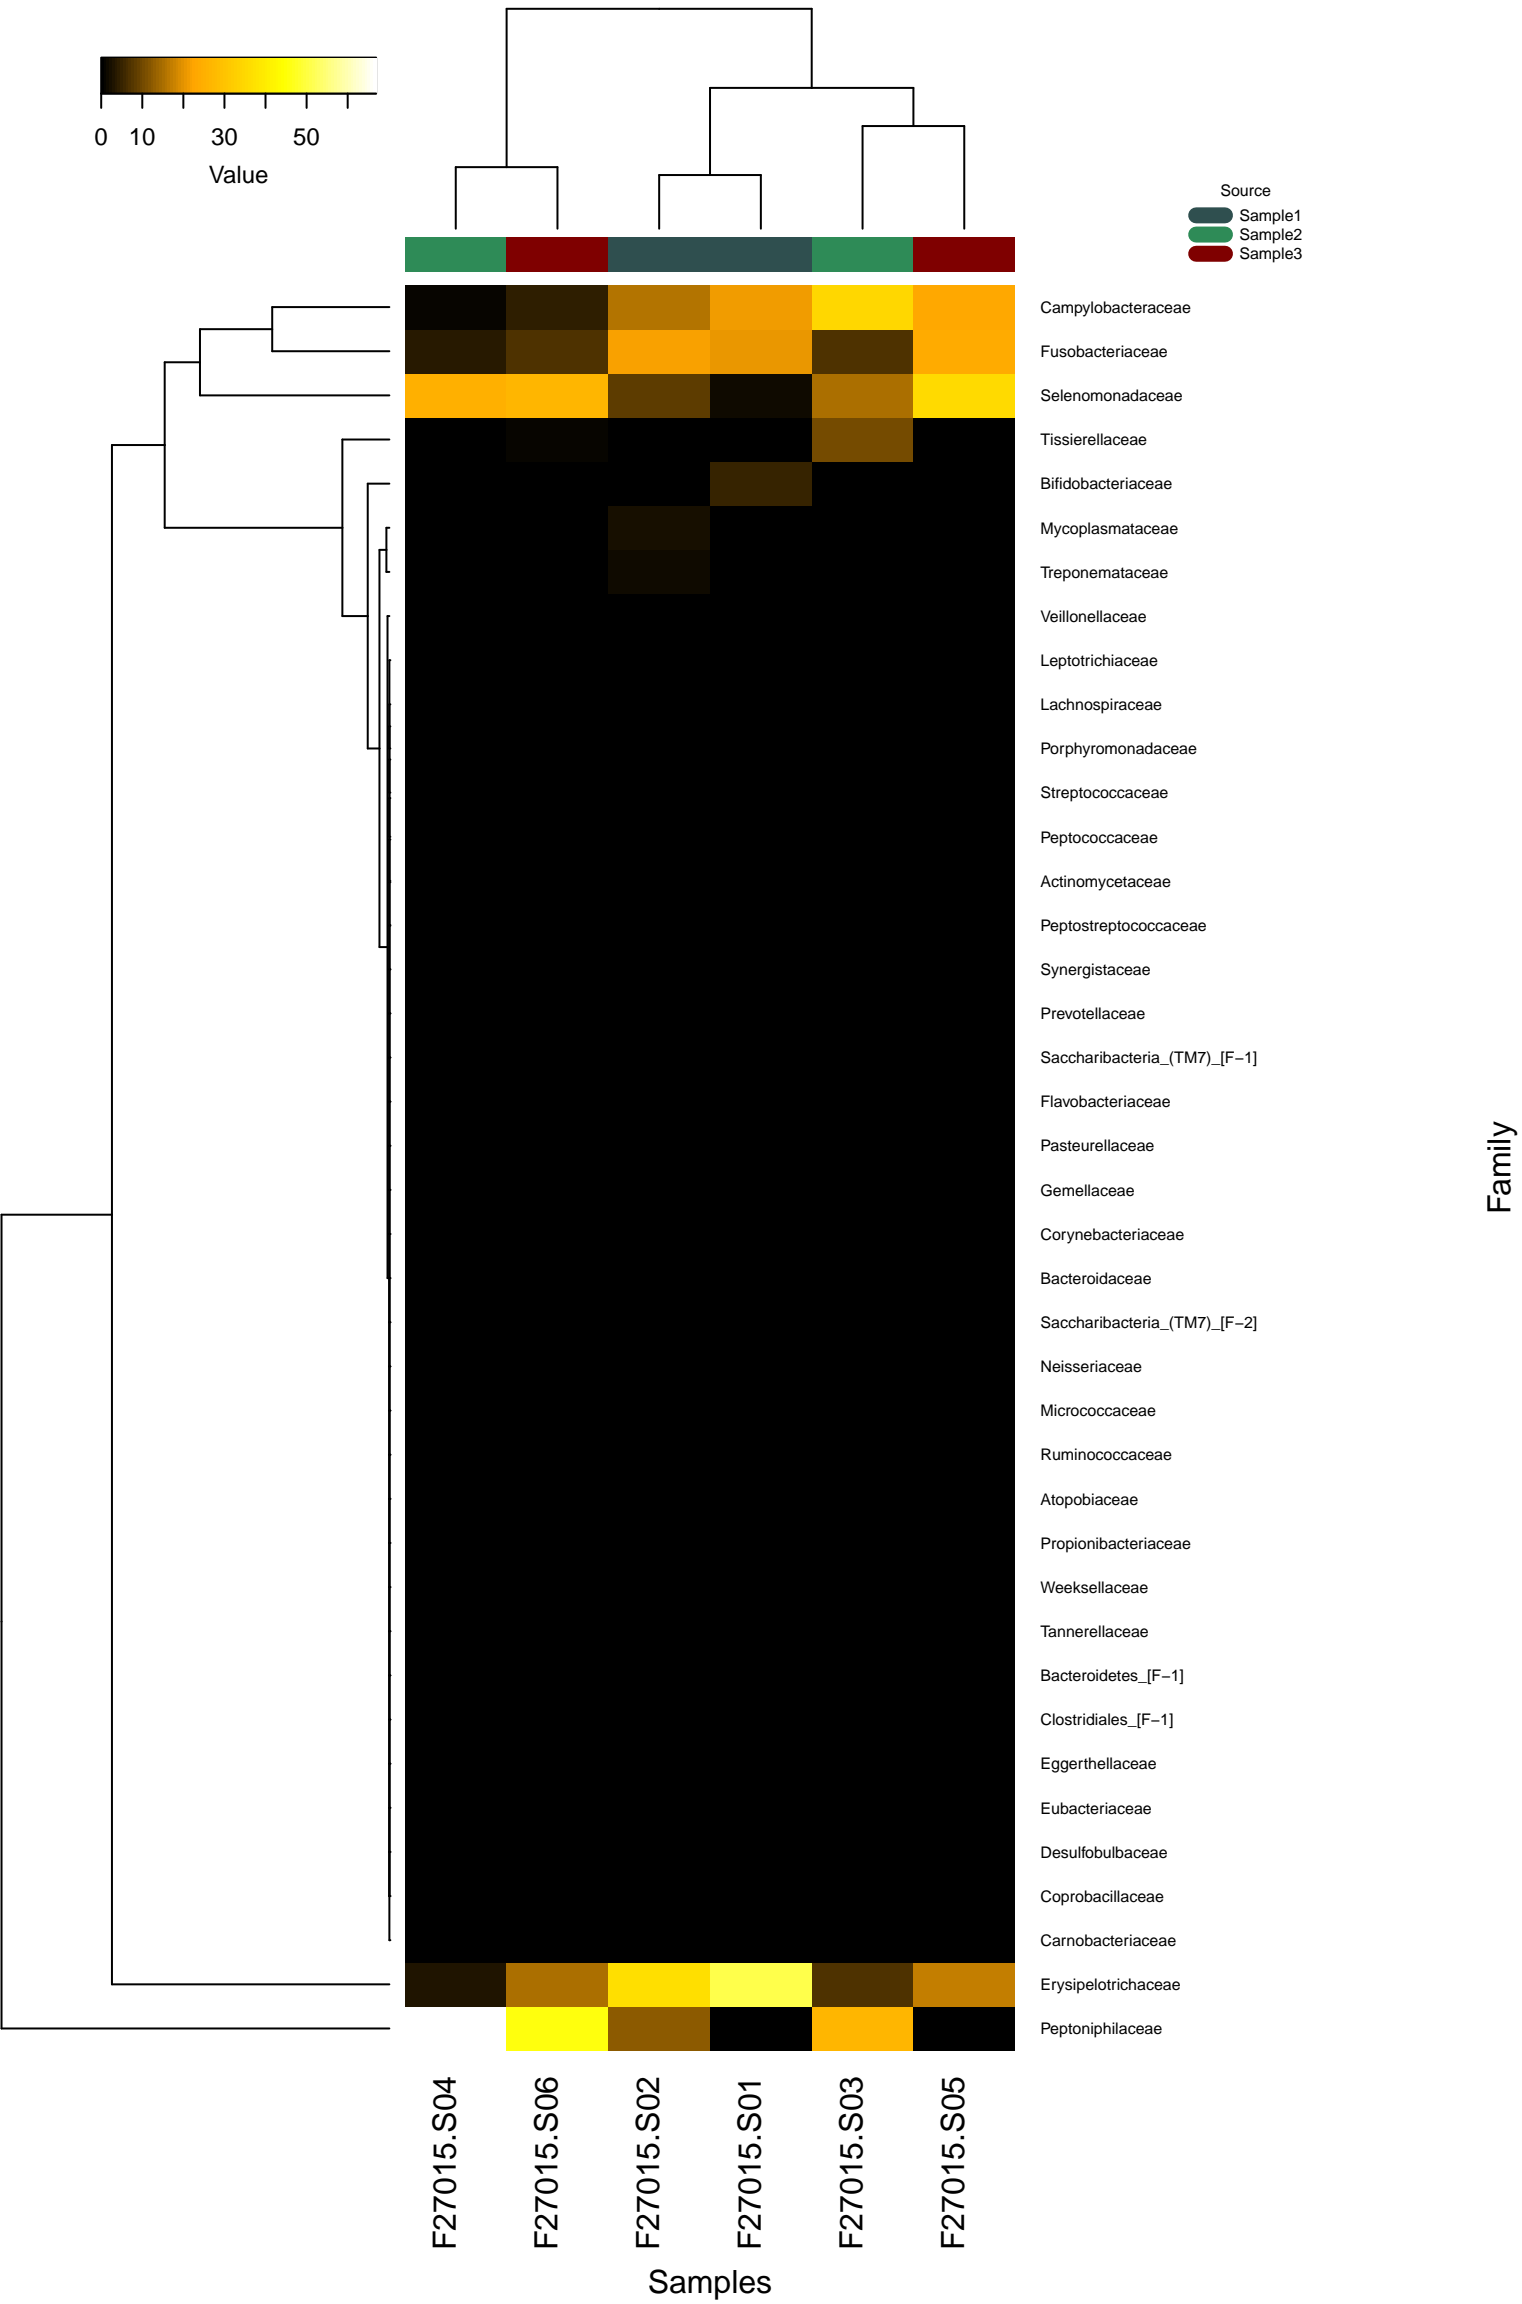 0 10 30 50
Value
Source
Sample1
Sample2
Sample3
Campylobacteraceae
Fusobacteriaceae
Selenomonadaceae
Tissierellaceae
Bifidobacteriaceae
Mycoplasmataceae
Treponemataceae
Veillonellaceae
Leptotrichiaceae
Lachnospiraceae
Porphyromonadaceae
Streptococcaceae
Peptococcaceae
Actinomycetaceae
Peptostreptococcaceae
Synergistaceae
Prevotellaceae
Saccharibacteria_(TM7)_[F−1]
Flavobacteriaceae
Pasteurellaceae
Gemellaceae
Corynebacteriaceae
Bacteroidaceae
Saccharibacteria_(TM7)_[F−2]
Neisseriaceae
Micrococcaceae
Ruminococcaceae
Atopobiaceae
Propionibacteriaceae
Weeksellaceae
Tannerellaceae
Bacteroidetes_[F−1]
Clostridiales_[F−1]
Eggerthellaceae
Eubacteriaceae
Desulfobulbaceae
Coprobacillaceae
Carnobacteriaceae
Erysipelotrichaceae
Peptoniphilaceae
Family
F27015.S04
F27015.S06
F27015.S02
F27015.S01
F27015.S03
F27015.S05
Samples